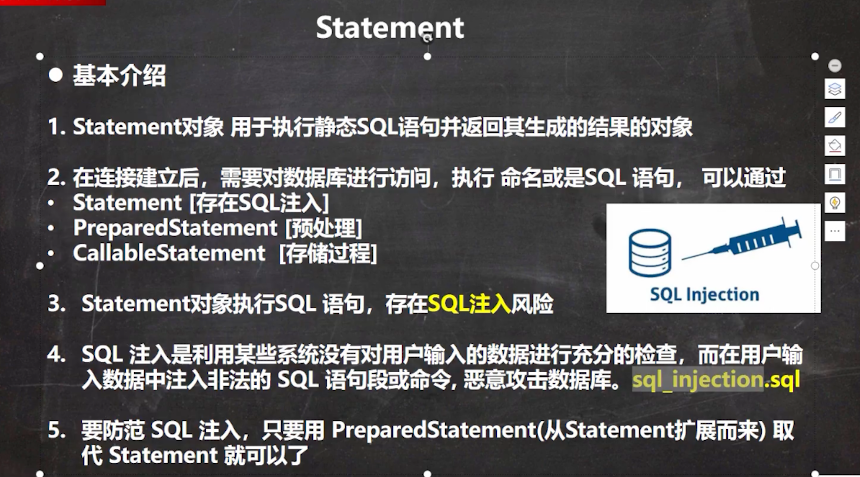 Statement
● 基本介绍
1. Statement对象 用于执行静态SQL语句并返回其生成的结果的对象
2. 在连接建立后，需要对数据库进行访问，执行 命名或是SQL 语句， 可以通过
• Statement [存在SQL注入]
• PreparedStatement [预处理]
• CallableStatement [存储过程]
SQL Injection
3. Statement对象执行SQL 语句，存在SQL注入风险
4. SQL 注入是利用某些系统没有对用户输入的数据进行充分的检查，而在用户输
入数据中注入非法的 SQL 语句段或命令, 恶意攻击数据库。sql_injection.sql
5. 要防范 SQL 注入，只要用 PreparedStatement(从Statement扩展而来) 取
代 Statement 就可以了